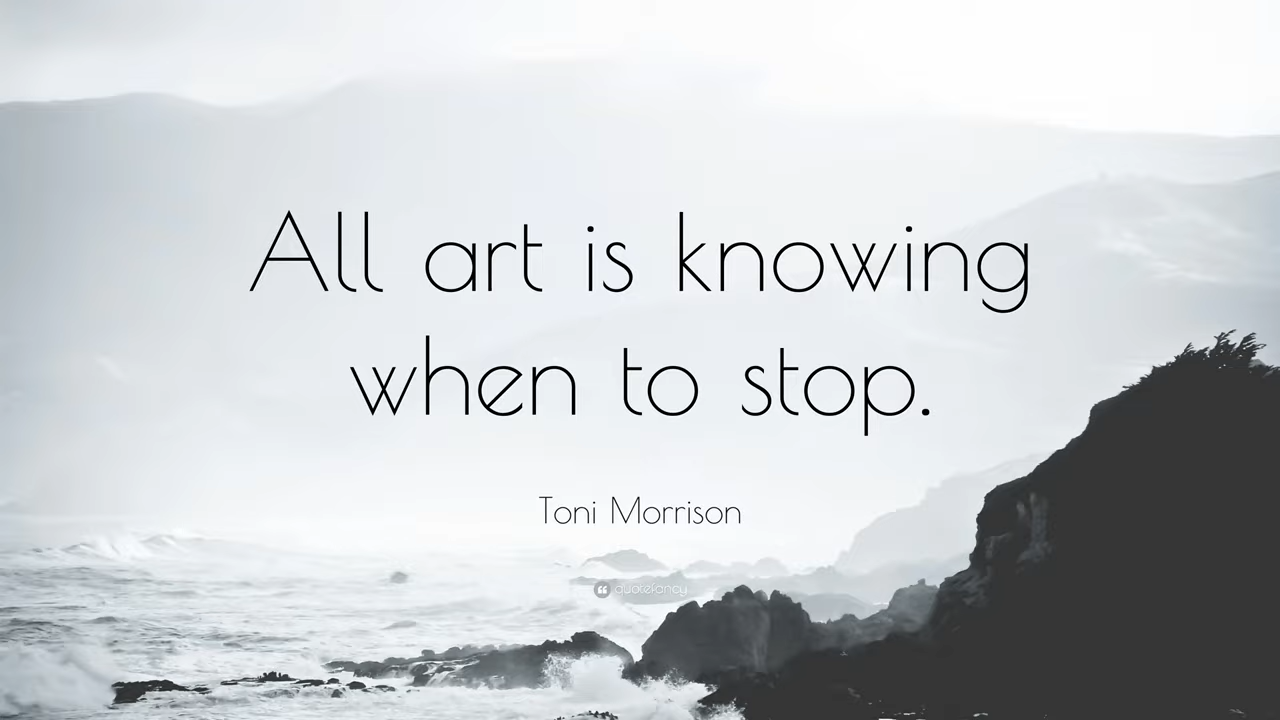 All art is knowing
when to stop.
Toni Morrison
quotefancy